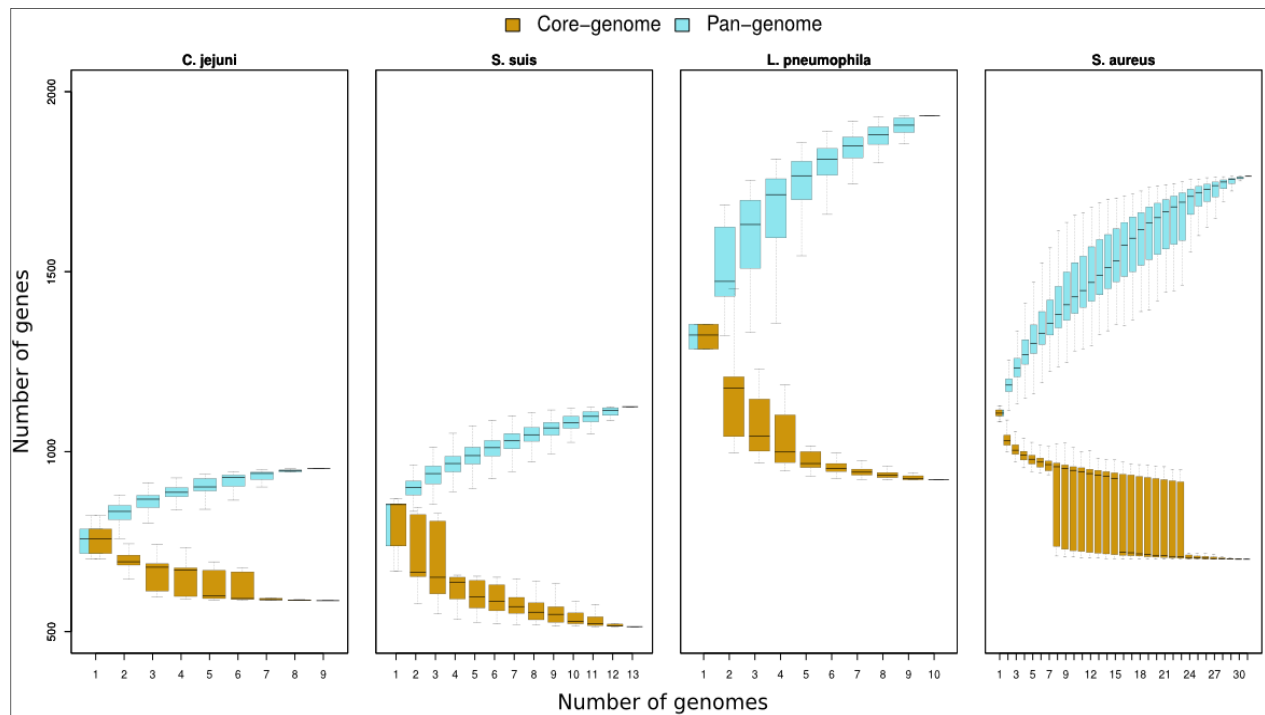 Core-genome Pan-genome
C. jejuni S. suis L. pneumophila S. aureus
Number of genes
2000
1500
1000
500
1 2 3 4 5 6 7 8 9
1 2 3 4 5 6 7 8 9 10 11 12 13
1 2 3 4 5 6 7 8 9 10
1 3 5 7 9 12 15 18 21 24 27 30
Number of genomes